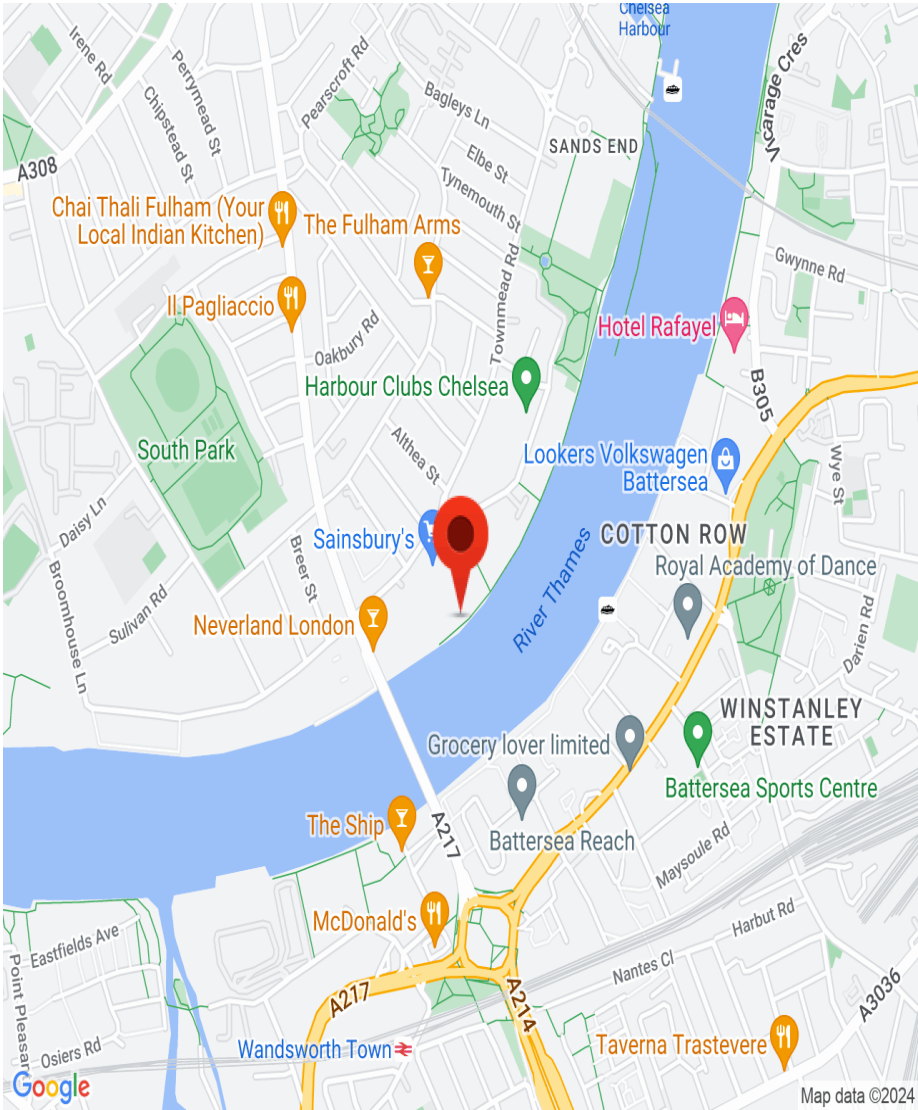 Chelsea
Harbour
Irene Rd
Perrymead St
Pearscroft Rd
Vicarage Cres
Chipstead St
Bagleys Ln
SANDS END
Elbe St
A308
Tynemouth St
Chai Thali Fulham (Your
Local Indian Kitchen)
The Fulham Arms
Gwynne Rd
Townmead Rd
Il Pagliaccio
Hotel Rafayel
Oakbury Rd
Harbour Clubs Chelsea
B305
Althea St
South Park
Lookers Volkswagen
Battersea
Wye St
Daisy Ln
Sainsbury's
COTTON ROW
Breer St
River Thames
Royal Academy of Dance
Broomhouse Ln
Sulivan Rd
Neverland London
Darien Rd
WINSTANLEY
ESTATE
Grocery lover limited
Battersea Sports Centre
The Ship
A217
Battersea Reach
Maysoule Rd
McDonald's
Harbut Rd
Eastfields Ave
Nantes Cl
Point Pleasan
A217
A214
A3036
Osiers Rd
Wandsworth Town
Taverna Trastevere
Google
Map data ©2024